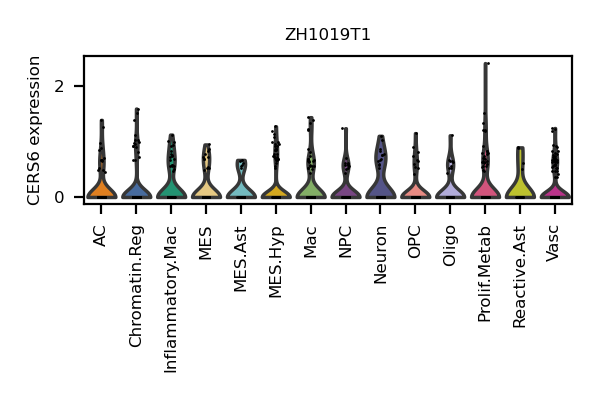 ZH1019T1
CERS6 expression
2
0
AC
Chromatin.Reg
Inflammatory.Mac
MES
MES.Ast
MES.Hyp
Mac
NPC
Neuron
OPC
Oligo
Prolif.Metab
Reactive.Ast
Vasc